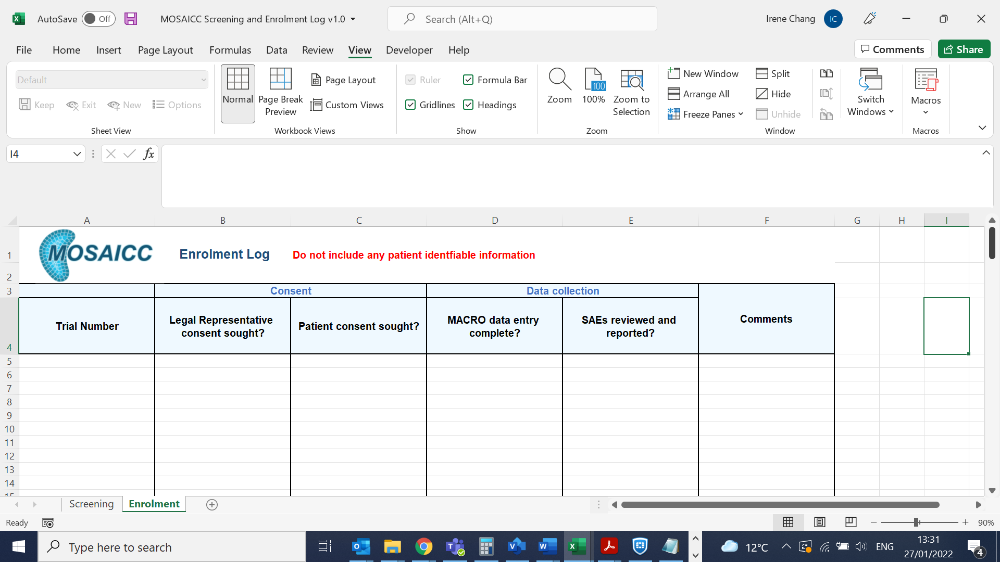 AutoSave Off MOSAICC Screening and Enrolment Log v1.0 Search (Alt+Q) Irene Chang IC
File Home Insert Page Layout Formulas Data Review View Developer Help Comments Share
Default
Keep Exit New Options
Sheet View
Normal
Page Break
Preview
Page Layout
Custom Views
Workbook Views
Ruler Formula Bar
Gridlines Headings
Show
Zoom
100
100%
Zoom to
Selection
Zoom
New Window Split
Arrange All Hide
Freeze Panes Unhide
Switch
Windows
Window
Macros
Macros
I4 fx
A B C D E F G H I
1
MOSAICC Enrolment Log Do not include any patient identfiable information
2
3 Consent Data collection
4
Trial Number
Legal Representative
consent sought?
Patient consent sought?
MACRO data entry
complete?
SAEs reviewed and
reported?
Comments
5
6
7
8
9
10
11
12
13
14
15
Screening Enrolment
Ready 90%
Type here to search 12°C ENG 13:31
27/01/2022
4